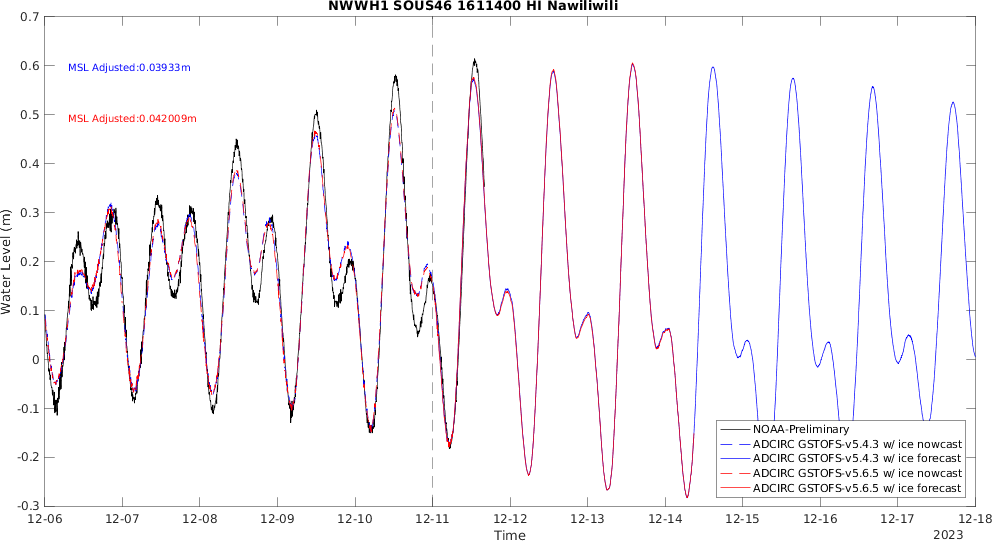 NWWH1 SOUS46 1611400 HI Nawiliwili
0.7
0.6
0.5
0.4
0.3
0.2
0.1
0
-0.1
-0.2
-0.3
Water Level (m)
MSL Adjusted:0.03933m
MSL Adjusted:0.042009m
NOAA-Preliminary
ADCIRC GSTOFS-v5.4.3 w/ ice nowcast
ADCIRC GSTOFS-v5.4.3 w/ ice forecast
ADCIRC GSTOFS-v5.6.5 w/ ice nowcast
ADCIRC GSTOFS-v5.6.5 w/ ice forecast
12-06 12-07 12-08 12-09 12-10 12-11 12-12 12-13 12-14 12-15 12-16 12-17 12-18
Time
2023